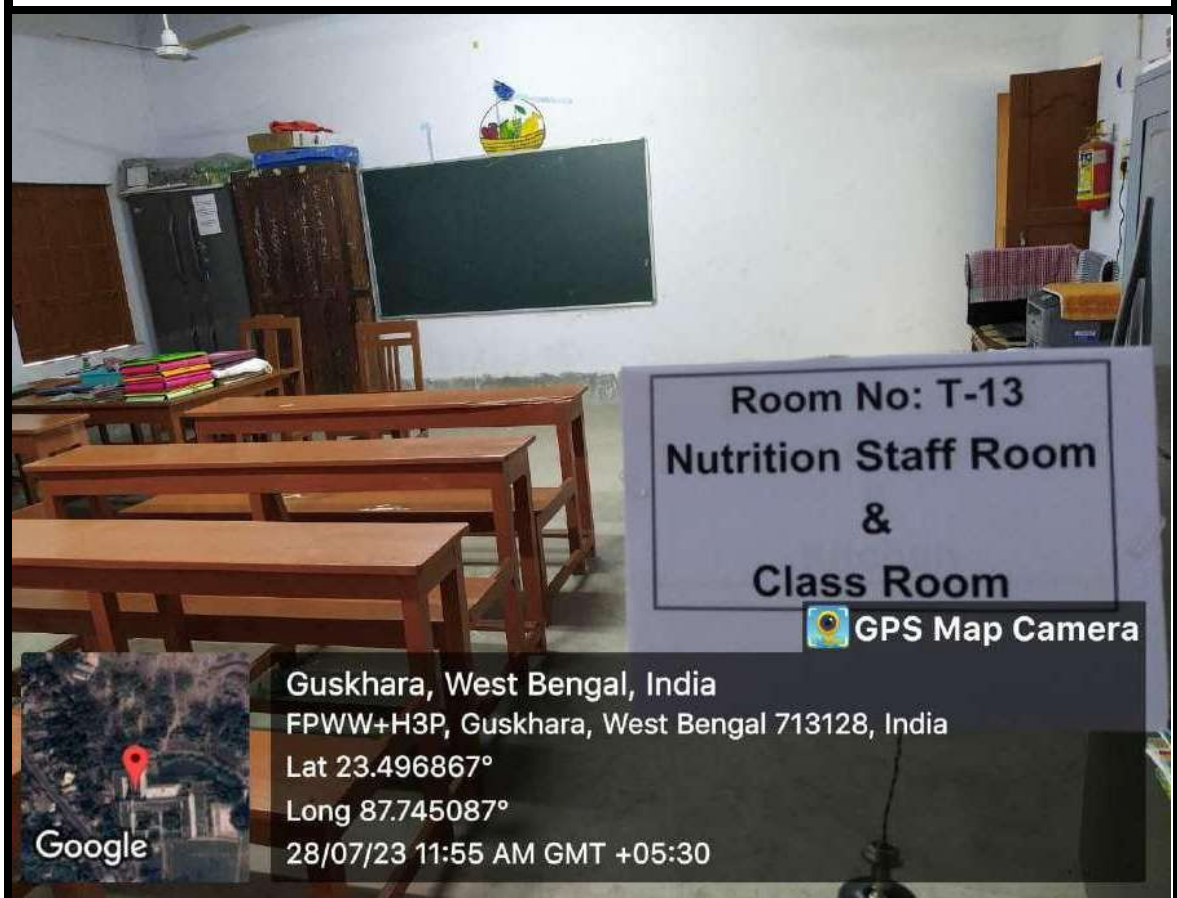 Room No: T-13
Nutrition Staff Room
&
Class Room
GPS Map Camera
Guskhara, West Bengal, India
FPWW+H3P, Guskhara, West Bengal 713128, India
Lat 23.496867°
Long 87.745087°
28/07/23 11:55 AM GMT +05:30
Google